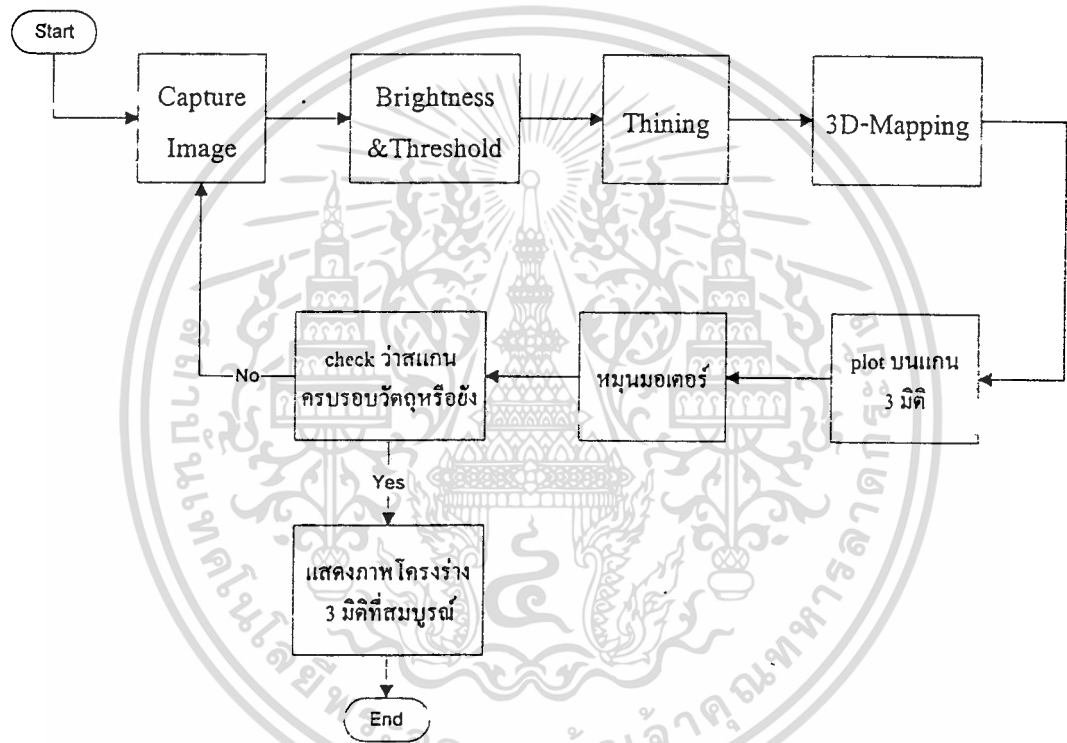 Start
Capture
Image
Brightness
&Threshold
Thining
3D-Mapping
plot บนแกน
3 มิติ
หมุนมอเตอร์
check ว่าสแกน
ครบรอบวัตถุหรือยัง
No
Yes
แสดงภาพโครงร่าง
3 มิติที่สมบูรณ์
End